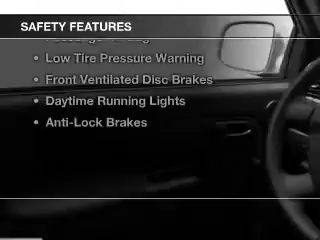 SAFETY FEATURES
• Low Tire Pressure Warning
• Front Ventilated Disc Brakes
• Daytime Running Lights
• Anti-Lock Brakes